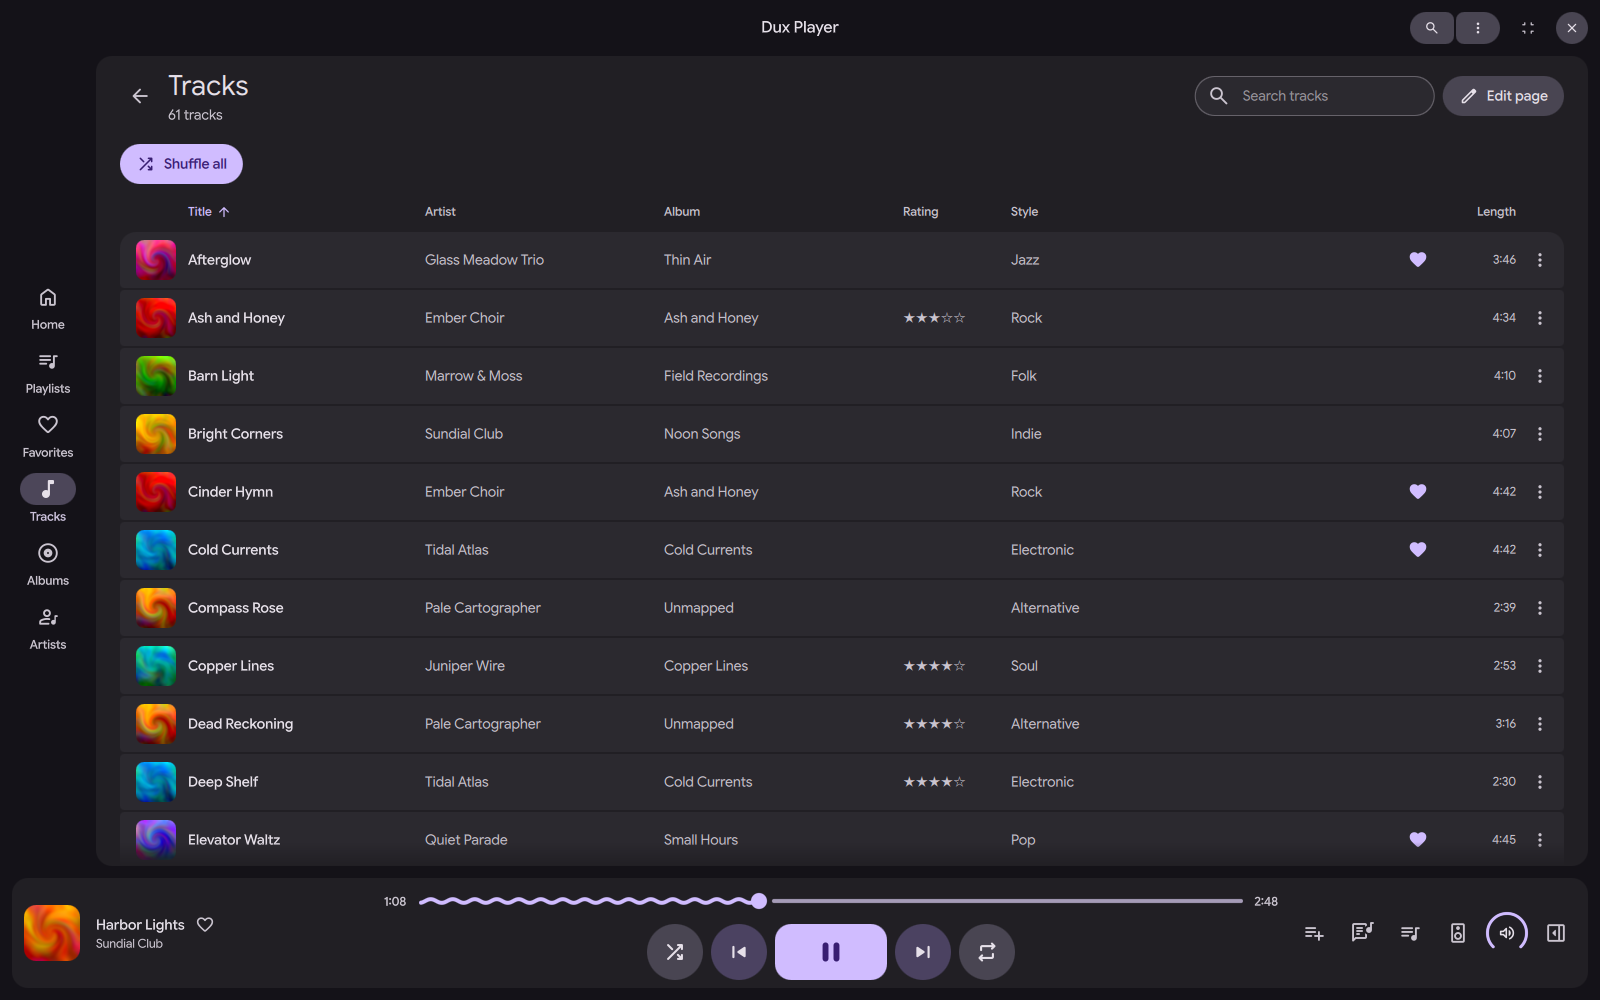 Dux Player
Tracks
61 tracks
Search tracks
Edit page
Shuffle all
Title Artist Album Rating Style Length
Afterglow Glass Meadow Trio Thin Air Jazz 3:46
Ash and Honey Ember Choir Ash and Honey ★★★☆☆ Rock 4:34
Barn Light Marrow & Moss Field Recordings Folk 4:10
Bright Corners Sundial Club Noon Songs Indie 4:07
Cinder Hymn Ember Choir Ash and Honey Rock 4:42
Cold Currents Tidal Atlas Cold Currents Electronic 4:42
Compass Rose Pale Cartographer Unmapped Alternative 2:39
Copper Lines Juniper Wire Copper Lines ★★★★☆ Soul 2:53
Dead Reckoning Pale Cartographer Unmapped ★★★★☆ Alternative 3:16
Deep Shelf Tidal Atlas Cold Currents ★★★★☆ Electronic 2:30
Elevator Waltz Quiet Parade Small Hours Pop 4:45
Home
Playlists
Favorites
Tracks
Albums
Artists
Harbor Lights
Sundial Club
1:08
2:48